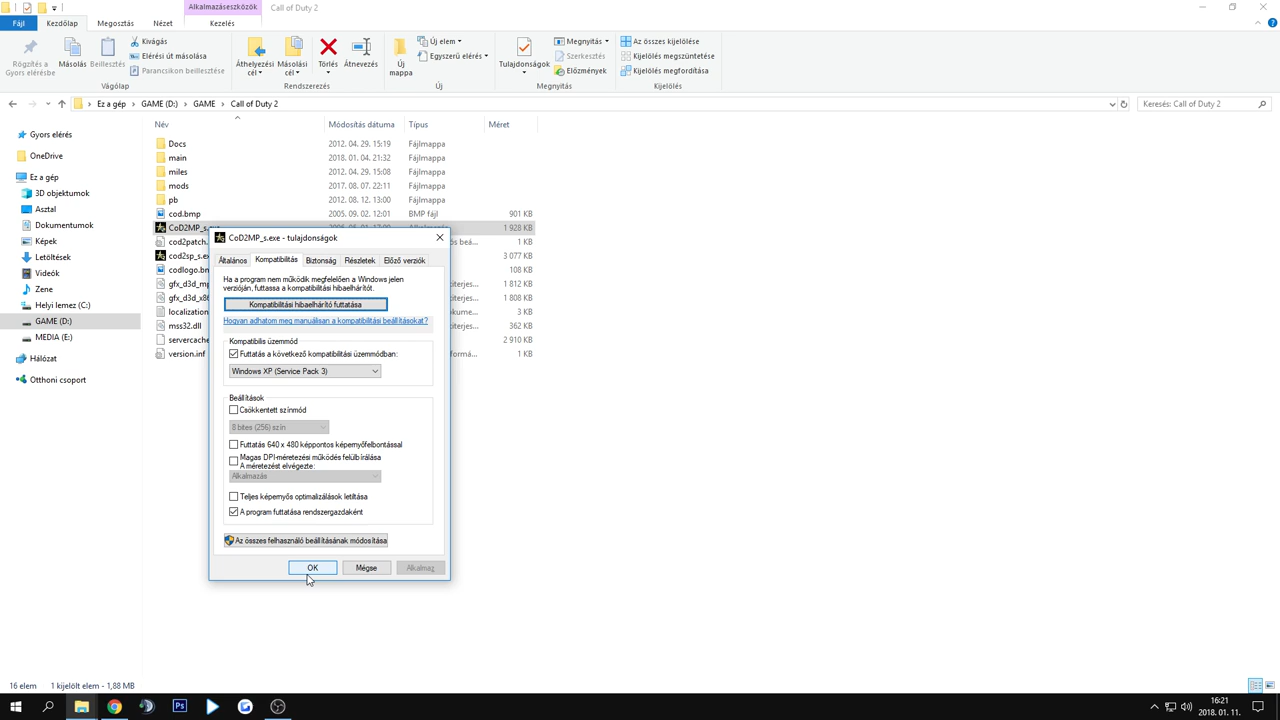 Alkalmazáseszközök
Call of Duty 2
Fájl
Kezdőlap
Megosztás
Nézet
Kezelés
Rögzítés a
Gyors elérésbe
Másolás
Beillesztés
Kivágás
Elérési út másolása
Parancsikon beillesztése
Áthelyezési
cél
Másolási
cél
Törlés
Átnevezés
Új
mappa
Új elem
Egyszerű elérés
Tulajdonságok
Megnyitás
Szerkesztés
Előzmények
Az összes kijelölése
Kijelölés megszüntetése
Kijelölés megfordítása
Vágólap
Rendszerezés
Új
Megnyitás
Kijelölés
Ez a gép
GAME (D:)
GAME
Call of Duty 2
Keresés: Call of Duty 2
Gyors elérés
OneDrive
Ez a gép
3D objektumok
Asztal
Dokumentumok
Képek
Letöltések
Videók
Zene
Helyi lemez (C:)
GAME (D:)
MEDIA (E:)
Hálózat
Otthoni csoport
Név
Módosítás dátuma
Típus
Méret
Docs 2012. 04. 29. 15:19 Fájlmappa
main 2018. 01. 04. 21:32 Fájlmappa
miles 2012. 04. 29. 15:08 Fájlmappa
mods 2017. 08. 07. 22:11 Fájlmappa
pb 2012. 08. 12. 19:04 Fájlmappa
cod.bmp 2005. 09. 02. 12:01 BMP fájl 901 KB
CoD2MP_s.exe 1 928 KB
cod2patch. 1 KB
cod2sp_s.ex 3 077 KB
codlogo.bm 108 KB
gfx_d3d_mp 1 812 KB
gfx_d3d_x86 1 808 KB
localization 3 KB
mss32.dll 362 KB
servercache 2 910 KB
version.inf 1 KB
CoD2MP_s.exe - tulajdonságok
Általános
Kompatibilitás
Biztonság
Részletek
Előző verziók
Ha a program nem működik megfelelően a Windows jelen
verzióján, futtassa a kompatibilitási hibaelhárítót.
Kompatibilitási hibaelhárító futtatása
Hogyan adhatom meg manuálisan a kompatibilitási beállításokat?
Kompatibilis üzemmód
Futtatás a következő kompatibilitási üzemmódban:
Windows XP (Service Pack 3)
Beállítások
Csökkentett színmód
8 bites (256) szín
Futtatás 640 x 480 képpontos képernyőfelbontással
Magas DPI-méretezési működés felülbírálása
A méretezést elvégezte:
Alkalmazás
Teljes képernyős optimalizálások letiltása
A program futtatása rendszergazdaként
Az összes felhasználó beállításának módosítása
OK
Mégse
Alkalmaz
16 elem
1 kijelölt elem - 1,88 MB
Ps
16:21
2018. 01. 11.